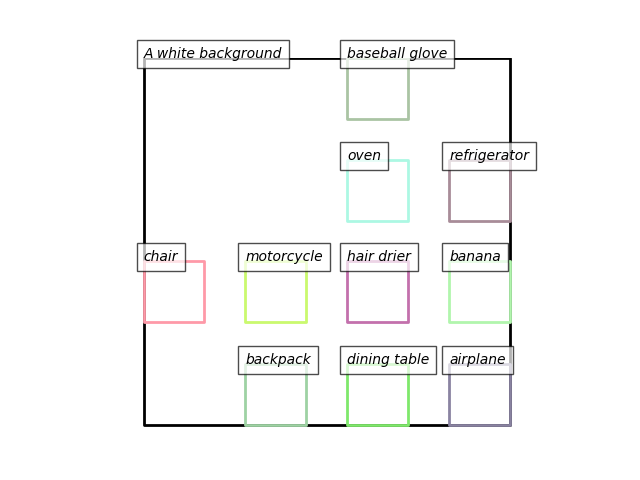 A white background
baseball glove
oven
refrigerator
chair
motorcycle
hair drier
banana
backpack
dining table
airplane